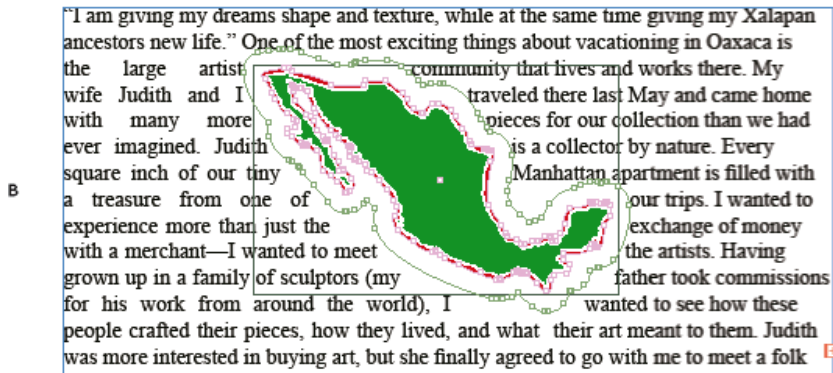 “I am giving my dreams shape and texture, while at the same time giving my Xalapan
ancestors new life.” One of the most exciting things about vacationing in Oaxaca is
the large artist community that lives and works there. My
wife Judith and I traveled there last May and came home
with many more pieces for our collection than we had
ever imagined. Judith is a collector by nature. Every
square inch of our tiny Manhattan apartment is filled with
B
a treasure from one of our trips. I wanted to
experience more than just the exchange of money
with a merchant—I wanted to meet the artists. Having
grown up in a family of sculptors (my father took commissions
for his work from around the world), I wanted to see how these
people crafted their pieces, how they lived, and what their art meant to them. Judith
was more interested in buying art, but she finally agreed to go with me to meet a folk